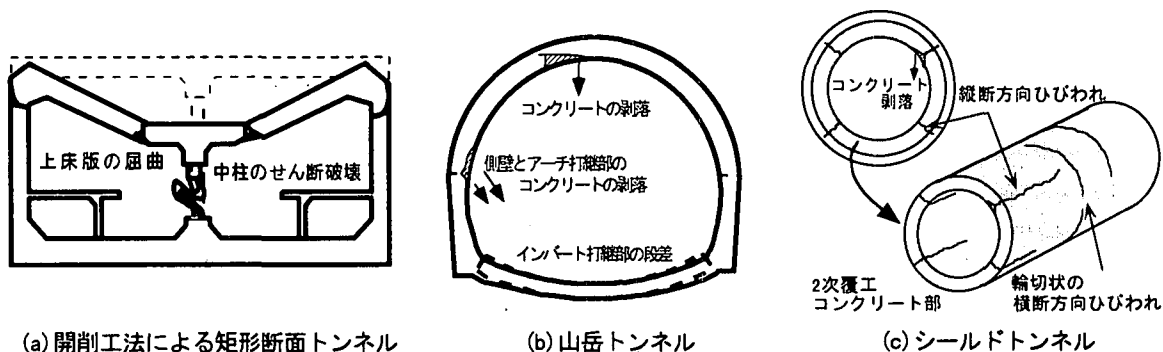 上床版の屈曲
中柱のせん断破壊
(a)開削工法による矩形断面トンネル
コンクリートの剥落
側壁とアーチ打継部の
コンクリートの剥落
インバート打継部の段差
(b)山岳トンネル
コンクリート
剥落
縦断方向ひびわれ
2次覆工
コンクリート部
輪切状の
横断方向ひびわれ
(c)シールドトンネル